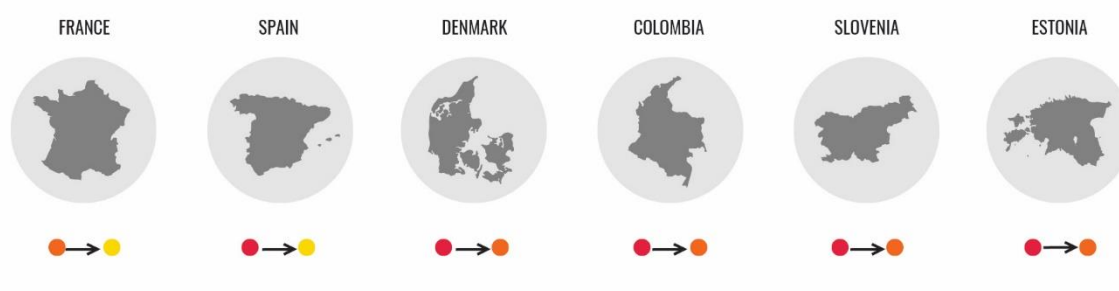 FRANCE
SPAIN
DENMARK
COLOMBIA
SLOVENIA
ESTONIA